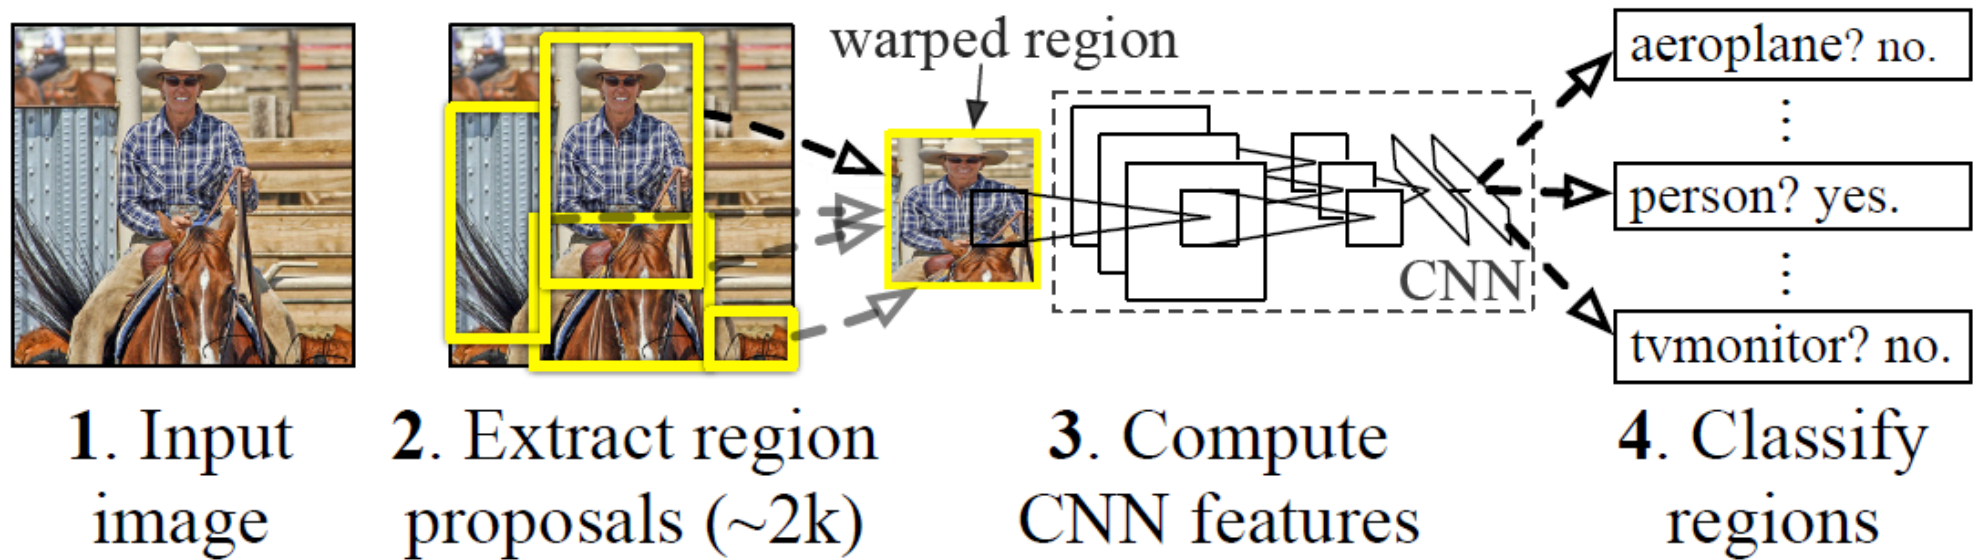 warped region
aeroplane? no.
person? yes.
CNN
tvmonitor? no.
1. Input
image
2. Extract region
proposals (~2k)
3. Compute
CNN features
4. Classify
regions